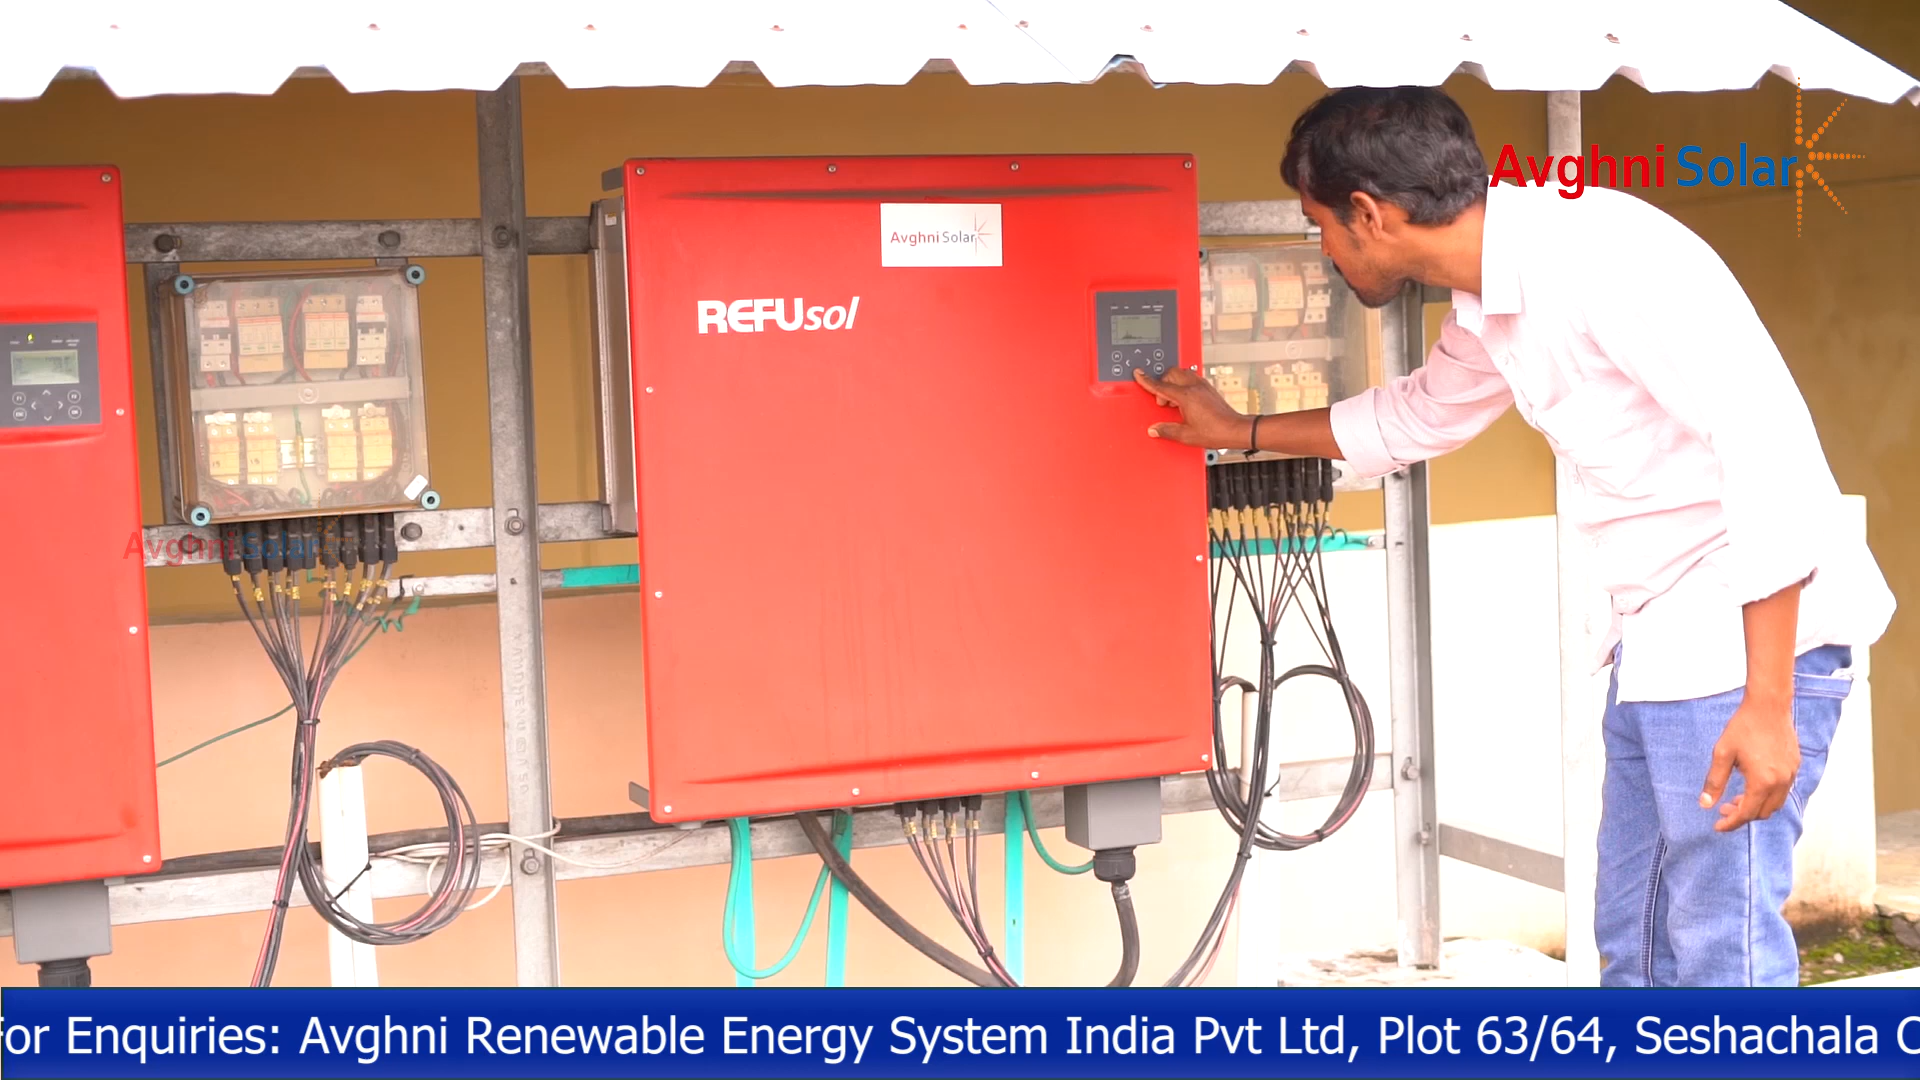 Avghni Solar
Avghni Solar
REFUsol
Avghni Solar
For Enquiries: Avghni Renewable Energy System India Pvt Ltd, Plot 63/64, Seshachala